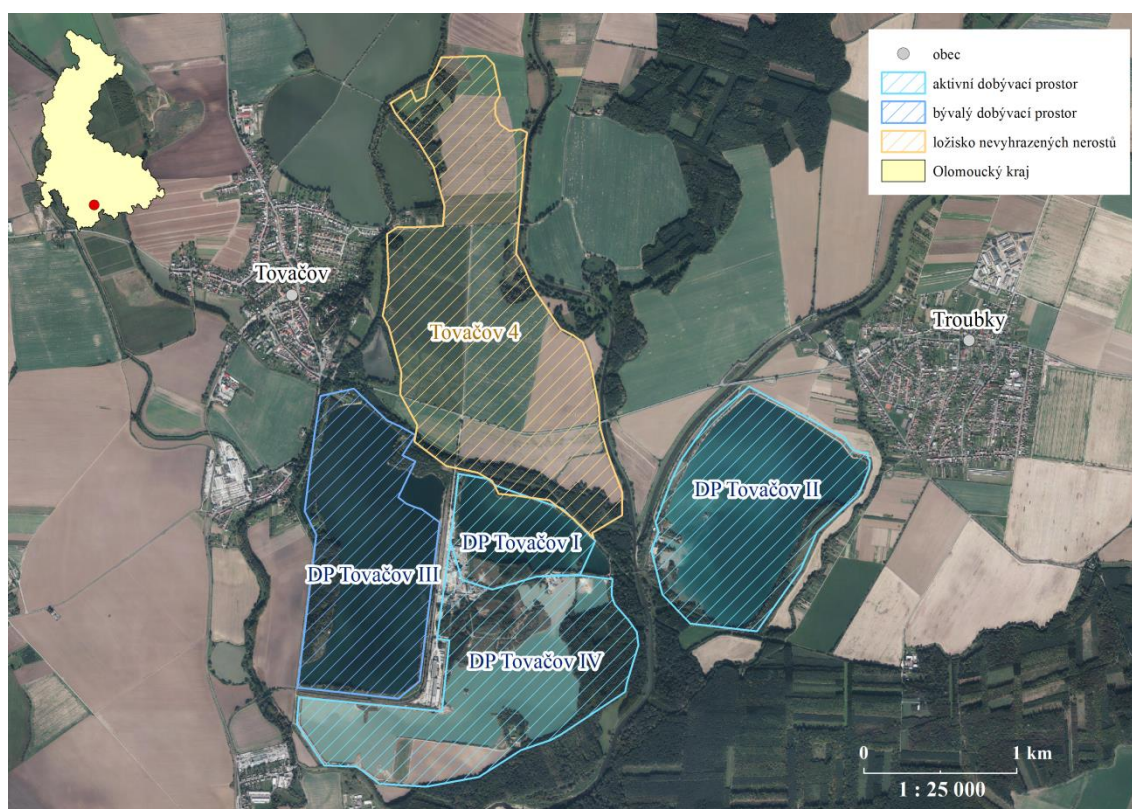 obec
aktivní dobývací prostor
bývalý dobývací prostor
ložisko nevyhrazených nerostů
Olomoucký kraj
Tovačov
Tovačov 4
Troubky
DP Tovačov II
DP Tovačov I
DP Tovačov III
DP Tovačov IV
0 1 km
1 : 25 000